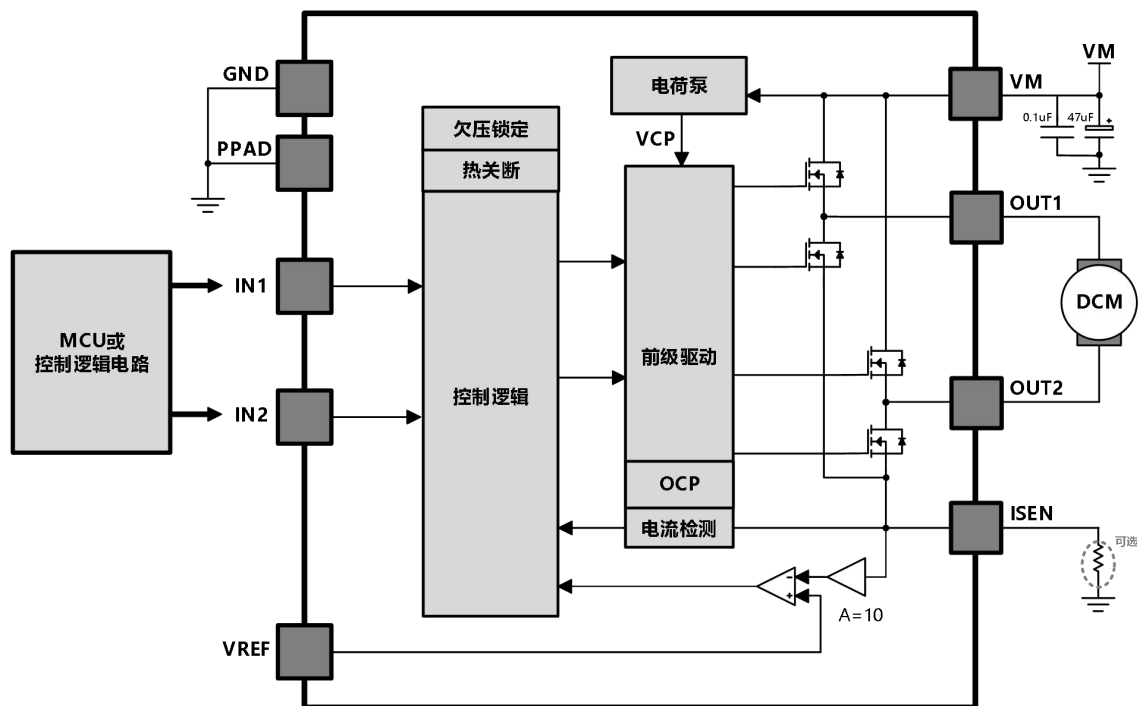 GND
PPAD
IN1
IN2
VREF
MCU或
控制逻辑电路
欠压锁定
热关断
控制逻辑
电荷泵
VCP
前级驱动
OCP
电流检测
A=10
-
+
VM
VM
0.1uF
47uF
+
OUT1
DCM
OUT2
ISEN
可选